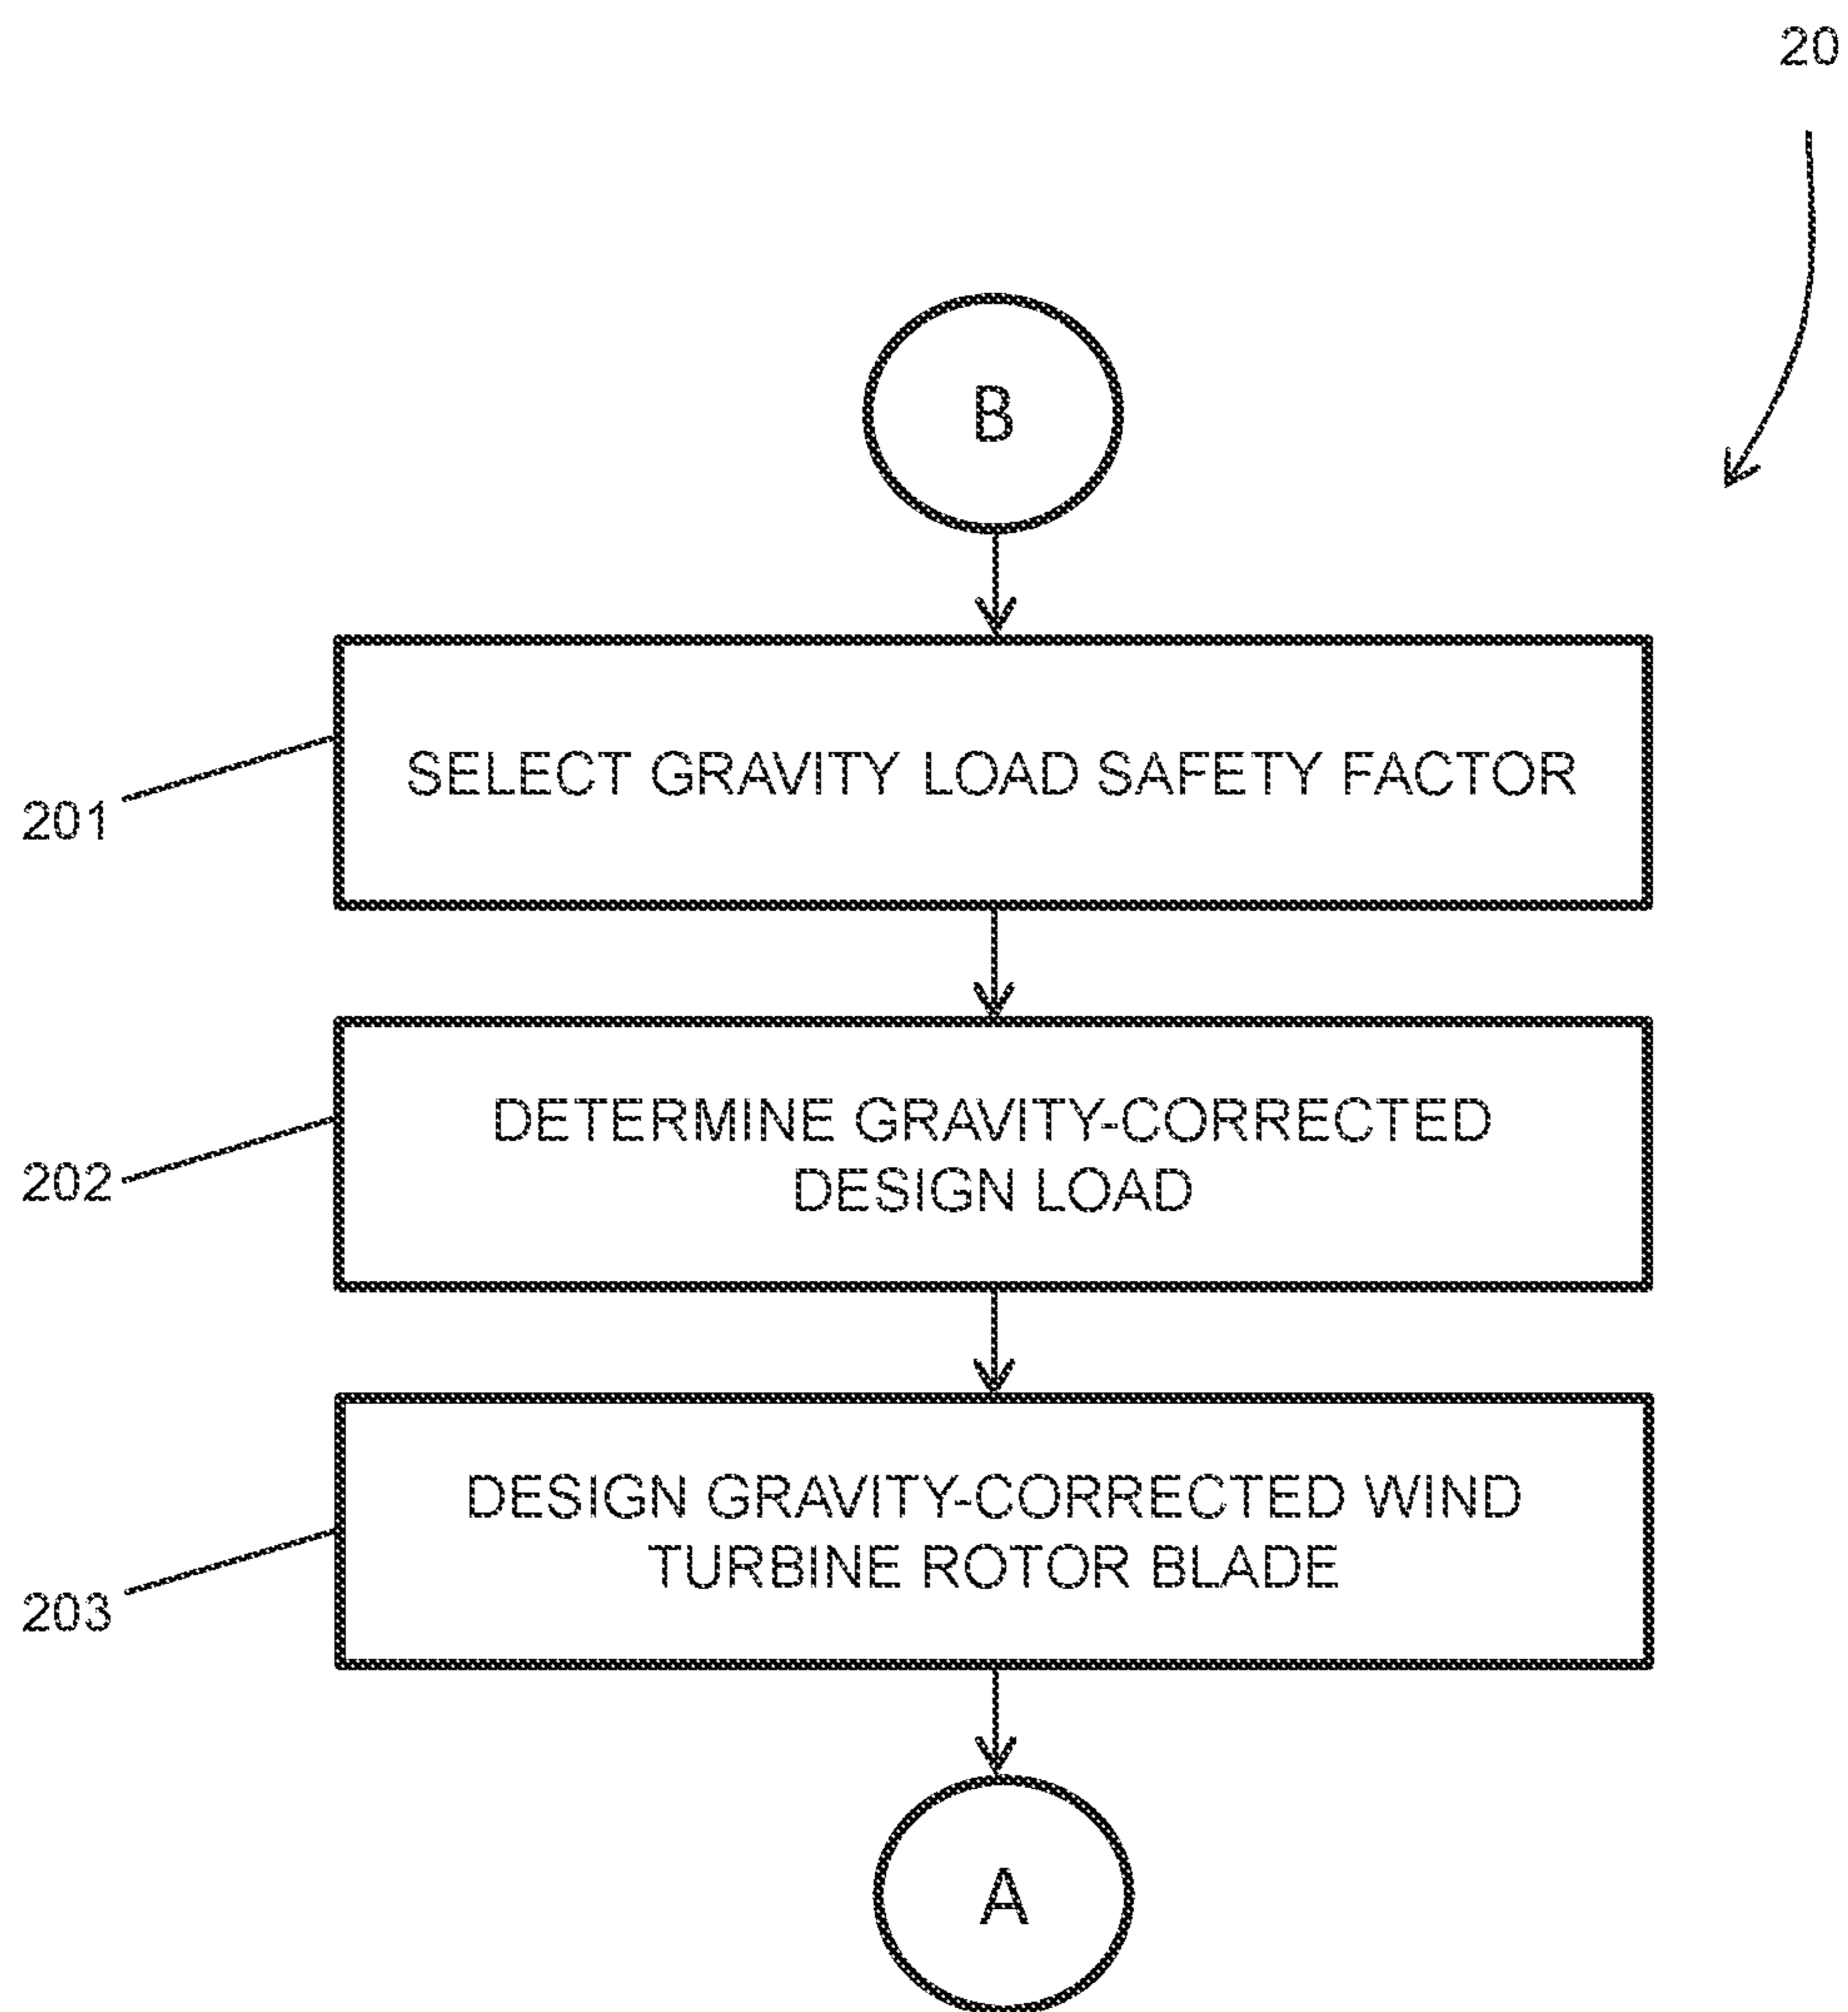 20
B
SELECT GRAVITY LOAD SAFETY FACTOR
201
DETERMINE GRAVITY-CORRECTED
DESIGN LOAD
202
DESIGN GRAVITY-CORRECTED WIND
TURBINE ROTOR BLADE
203
A